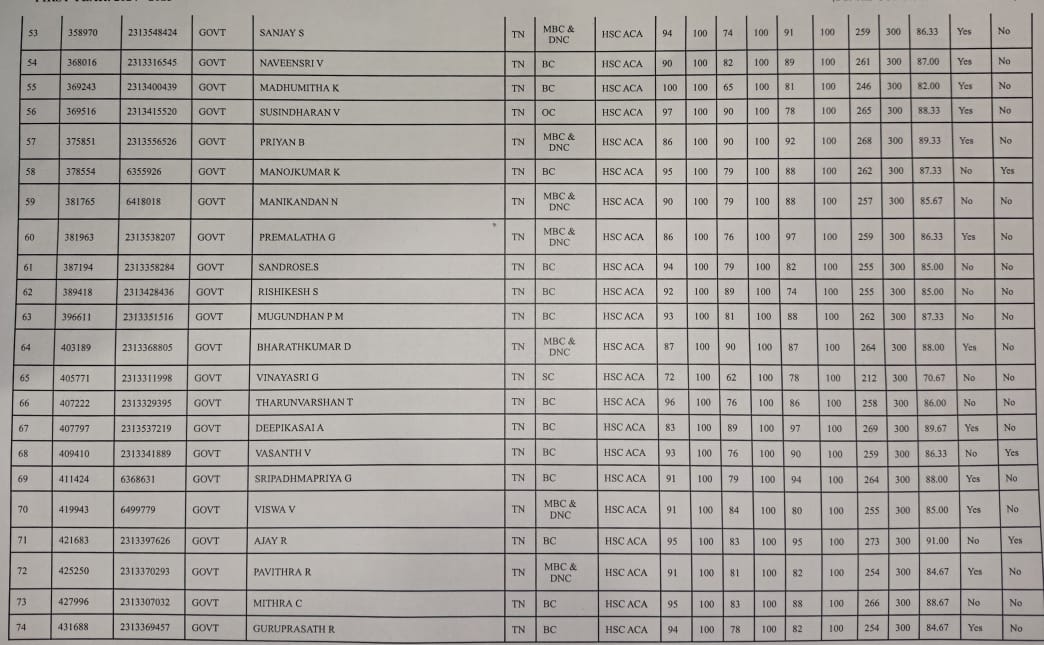 53 358970 2313548424 GOVT SANJAY S TN MBC & DNC HSC ACA 94 100 74 100 91 100 259 300 86.33 Yes No
54 368016 2313316545 GOVT NAVEENSRI V TN BC HSC ACA 90 100 82 100 89 100 261 300 87.00 Yes No
55 369243 2313400439 GOVT MADHUMITHA K TN BC HSC ACA 100 100 65 100 81 100 246 300 82.00 Yes No
56 369516 2313415520 GOVT SUSINDHARAN V TN OC HSC ACA 97 100 90 100 78 100 265 300 88.33 Yes No
57 375851 2313556526 GOVT PRIYAN B TN MBC & DNC HSC ACA 86 100 90 100 92 100 268 300 89.33 Yes No
58 378554 6355926 GOVT MANOJKUMAR K TN BC HSC ACA 95 100 79 100 88 100 262 300 87.33 No Yes
59 381765 6418018 GOVT MANIKANDAN N TN MBC & DNC HSC ACA 90 100 79 100 88 100 257 300 85.67 No No
60 381963 2313538207 GOVT PREMALATHA G TN MBC & DNC HSC ACA 86 100 76 100 97 100 259 300 86.33 Yes No
61 387194 2313358284 GOVT SANDROSE.S TN BC HSC ACA 94 100 79 100 82 100 255 300 85.00 No No
62 389418 2313428436 GOVT RISHIKESH S TN BC HSC ACA 92 100 89 100 74 100 255 300 85.00 No No
63 396611 2313351516 GOVT MUGUNDHAN P M TN BC HSC ACA 93 100 81 100 88 100 262 300 87.33 No No
64 403189 2313368805 GOVT BHARATHKUMAR D TN MBC & DNC HSC ACA 87 100 90 100 87 100 264 300 88.00 Yes No
65 405771 2313311998 GOVT VINAYASRI G TN SC HSC ACA 72 100 62 100 78 100 212 300 70.67 No No
66 407222 2313329395 GOVT THARUNVARSHAN T TN BC HSC ACA 96 100 76 100 86 100 258 300 86.00 No No
67 407797 2313537219 GOVT DEEPIKASAI A TN BC HSC ACA 83 100 89 100 97 100 269 300 89.67 Yes No
68 409410 2313341889 GOVT VASANTH V TN BC HSC ACA 93 100 76 100 90 100 259 300 86.33 No Yes
69 411424 6368631 GOVT SRIPADHMAPRIYA G TN BC HSC ACA 91 100 79 100 94 100 264 300 88.00 Yes No
70 419943 6499779 GOVT VISWA V TN MBC & DNC HSC ACA 91 100 84 100 80 100 255 300 85.00 Yes No
71 421683 2313397626 GOVT AJAY R TN BC HSC ACA 95 100 83 100 95 100 273 300 91.00 No Yes
72 425250 2313370293 GOVT PAVITHRA R TN MBC & DNC HSC ACA 91 100 81 100 82 100 254 300 84.67 Yes No
73 427996 2313307032 GOVT MITHRA C TN BC HSC ACA 95 100 83 100 88 100 266 300 88.67 No No
74 431688 2313369457 GOVT GURUPRASATH R TN BC HSC ACA 94 100 78 100 82 100 254 300 84.67 Yes No